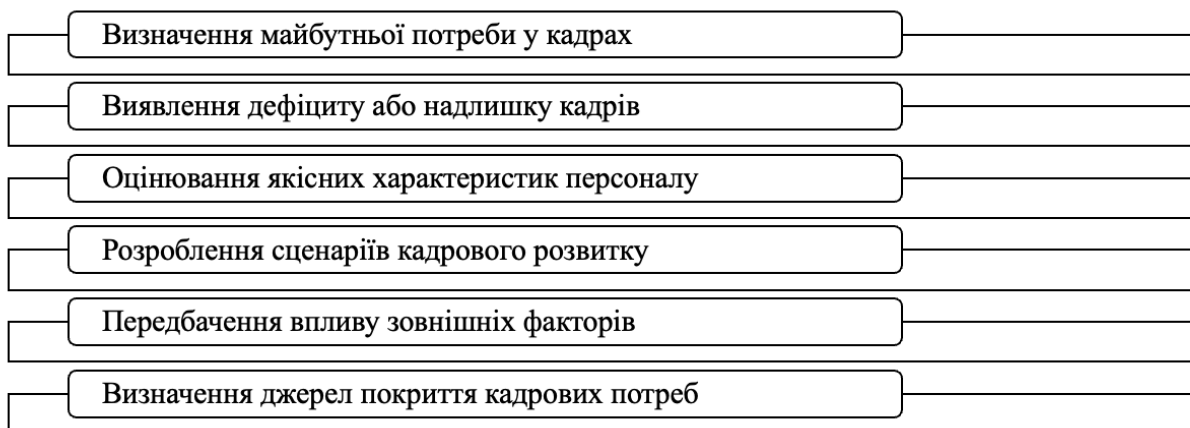 Визначення майбутньої потреби у кадрах
Виявлення дефіциту або надлишку кадрів
Оцінювання якісних характеристик персоналу
Розроблення сценаріїв кадрового розвитку
Передбачення впливу зовнішніх факторів
Визначення джерел покриття кадрових потреб